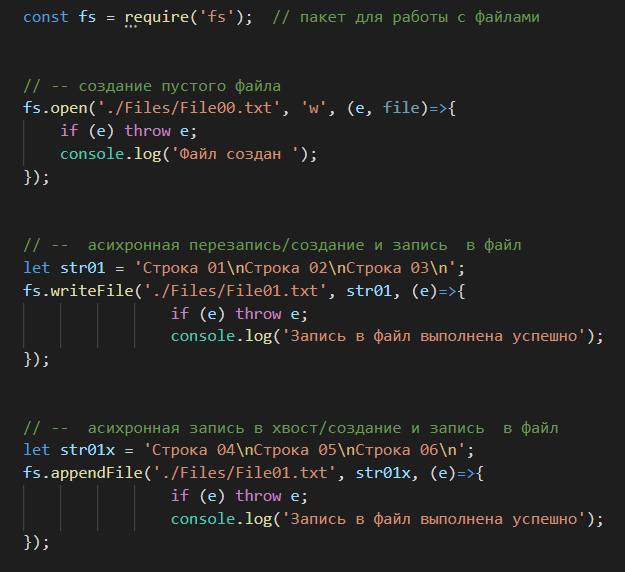 const fs = require('fs');  // пакет для работы с файлами
// -- создание пустого файла
fs.open('./Files/File00.txt', 'w', (e, file)=>{
    if (e) throw e;
    console.log('Файл создан ');
});
// --  асихронная перезапись/создание и запись  в файл
let str01 = 'Строка 01\nСтрока 02\nСтрока 03\n';
fs.writeFile('./Files/File01.txt', str01, (e)=>{
                if (e) throw e;
                console.log('Запись в файл выполнена успешно');
});
// --  асихронная запись в хвост/создание и запись  в файл
let str01x = 'Строка 04\nСтрока 05\nСтрока 06\n';
fs.appendFile('./Files/File01.txt', str01x, (e)=>{
                if (e) throw e;
                console.log('Запись в файл выполнена успешно');
});